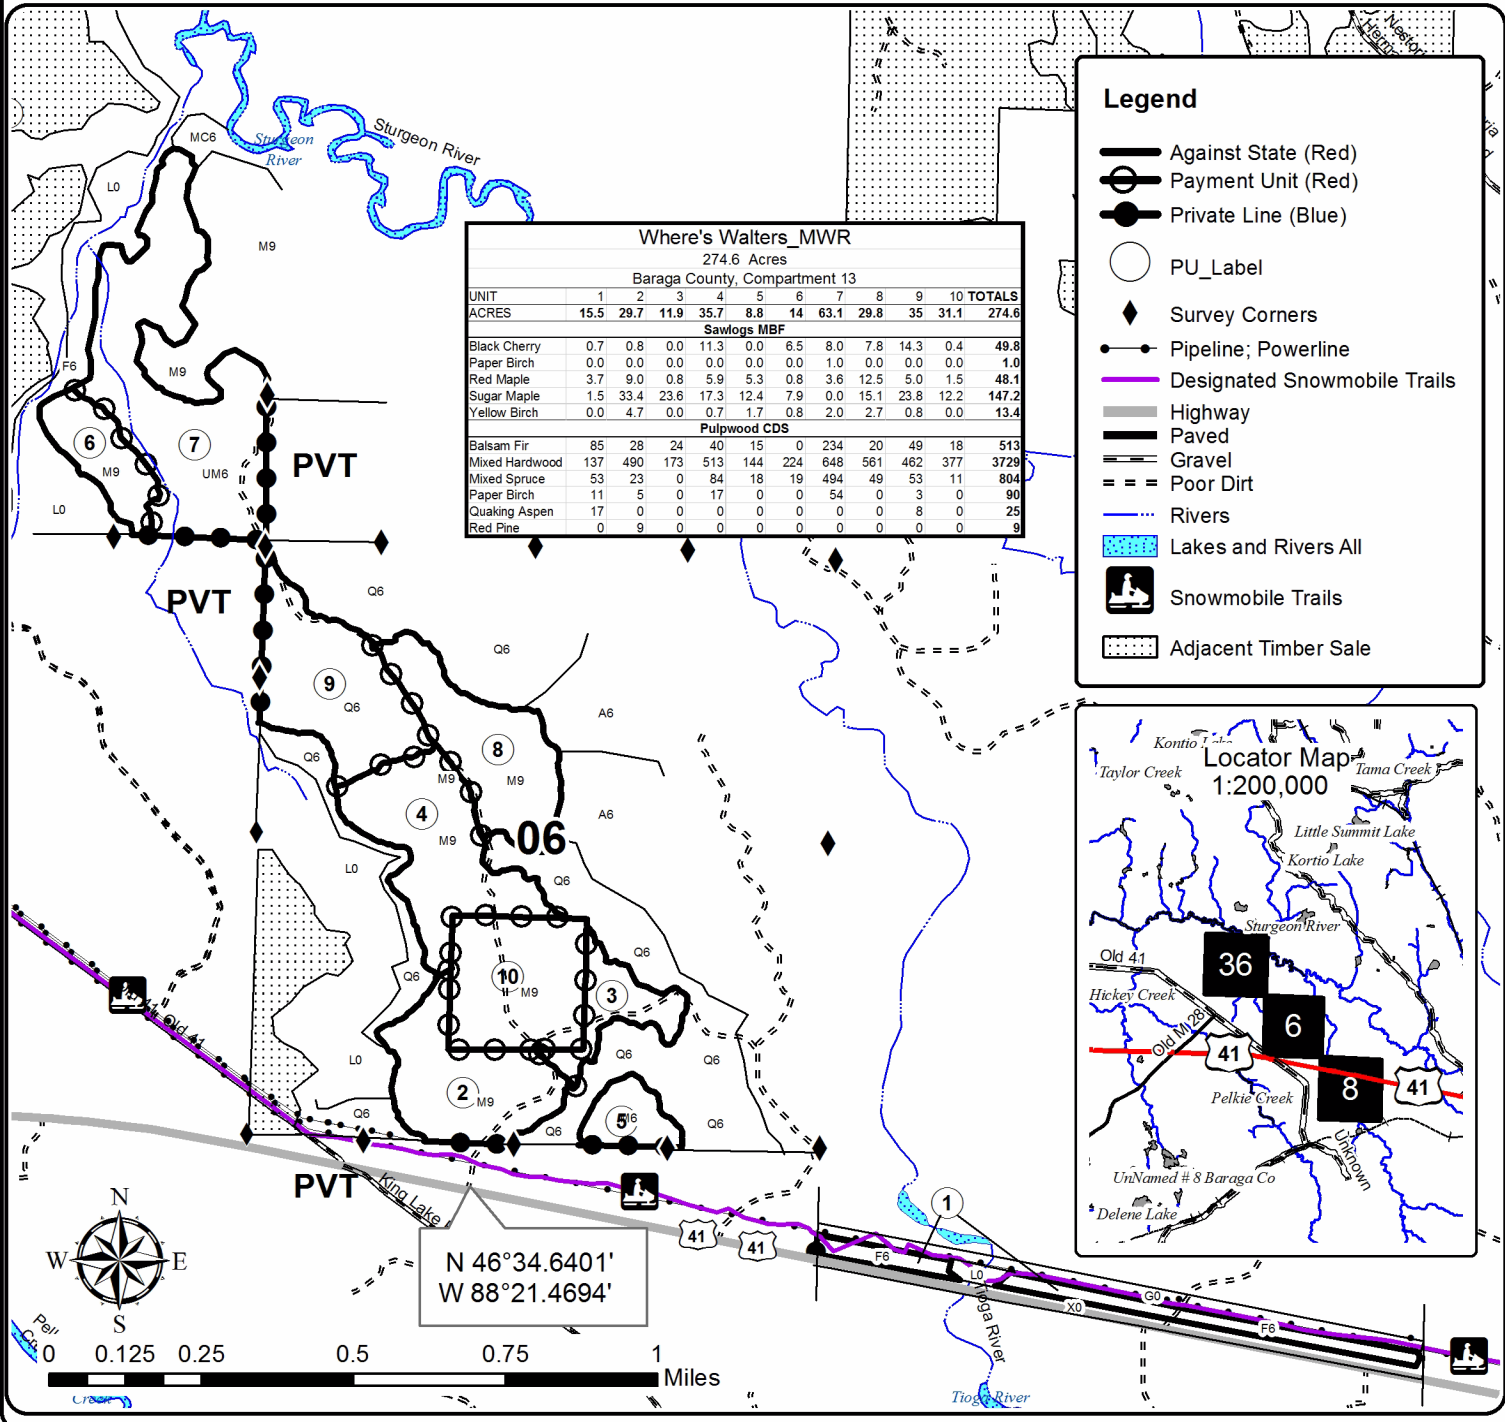 Nestori
Herma
Sturgeon River
Sturgeon
River
MC6
L0
M9
M9
F6
6
7
M9
UM6
L0
PVT
PVT
Where's Walters_MWR
274.6 Acres
Baraga County, Compartment 13
UNIT 1 2 3 4 5 6 7 8 9 10 TOTALS
ACRES 15.5 29.7 11.9 35.7 8.8 14 63.1 29.8 35 31.1 274.6
Sawlogs MBF
Black Cherry 0.7 0.8 0.0 11.3 0.0 6.5 8.0 7.8 14.3 0.4 49.8
Paper Birch 0.0 0.0 0.0 0.0 0.0 0.0 1.0 0.0 0.0 0.0 1.0
Red Maple 3.7 9.0 0.8 5.9 5.3 0.8 3.6 12.5 5.0 1.5 48.1
Sugar Maple 1.5 33.4 23.6 17.3 12.4 7.9 0.0 15.1 23.8 12.2 147.2
Yellow Birch 0.0 4.7 0.0 0.7 1.7 0.8 2.0 2.7 0.8 0.0 13.4
Pulpwood CDS
Balsam Fir 85 28 24 40 15 0 234 20 49 18 513
Mixed Hardwood 137 490 173 513 144 224 648 561 462 377 3729
Mixed Spruce 53 23 0 84 18 19 494 49 53 11 804
Paper Birch 11 5 0 17 0 0 54 0 3 0 90
Quaking Aspen 17 0 0 0 0 0 0 0 8 0 25
Red Pine 0 9 0 0 0 0 0 0 0 0 9
Legend
Against State (Red)
Payment Unit (Red)
Private Line (Blue)
PU_Label
Survey Corners
Pipeline; Powerline
Designated Snowmobile Trails
Highway
Paved
Gravel
Poor Dirt
Rivers
Lakes and Rivers All
Snowmobile Trails
Adjacent Timber Sale
Q6
Q6
9
Q6
A6
Q6
8
M9
M9
4
A6
M9
06
L0
Q6
Q6
Q6
10
M9
3
L0
Q6
Q6
2
M9
Q6
Q6
5
M6
Q6
Old 41
PVT
King Lake
41
41
1
F6
L0
X0
G0
F6
Tioga River
Tioga River
N 46°34.6401'
W 88°21.4694'
N
W E
S
Creek
0 0.125 0.25 0.5 0.75 1
Miles
Locator Map
1:200,000
Kontio Lake
Taylor Creek
Tama Creek
Little Summit Lake
Kortio Lake
Sturgeon River
Old 41
36
Hickey Creek
6
Old M 28
41
8
41
Pelkie Creek
Unknown
UnNamed # 8 Baraga Co
Delene Lake